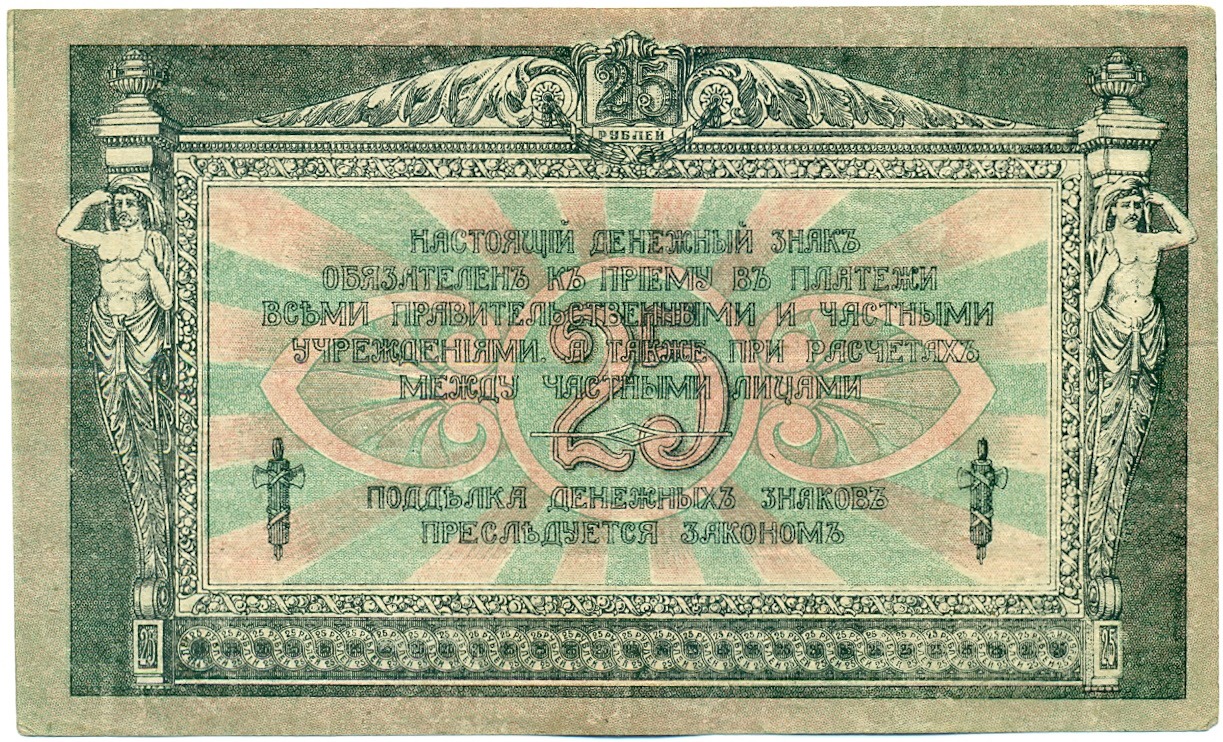 25
РУБЛЕЙ
НАСТОЯЩІЙ ДЕНЕЖНЫЙ ЗНАКЪ
ОБЯЗАТЕЛЕНЪ КЪ ПРІЕМУ ВЪ ПЛАТЕЖИ
ВСѢМИ ПРАВИТЕЛЬСТВЕННЫМИ И ЧАСТНЫМИ
УЧРЕЖДЕНІЯМИ. А ТАКЖЕ ПРИ РАСЧЕТАХЪ
МЕЖДУ ЧАСТНЫМИ ЛИЦАМИ
25
ПОДДѢЛКА ДЕНЕЖНЫХЪ ЗНАКОВЪ
ПРЕСЛѢДУЕТСЯ ЗАКОНОМЪ
25
25